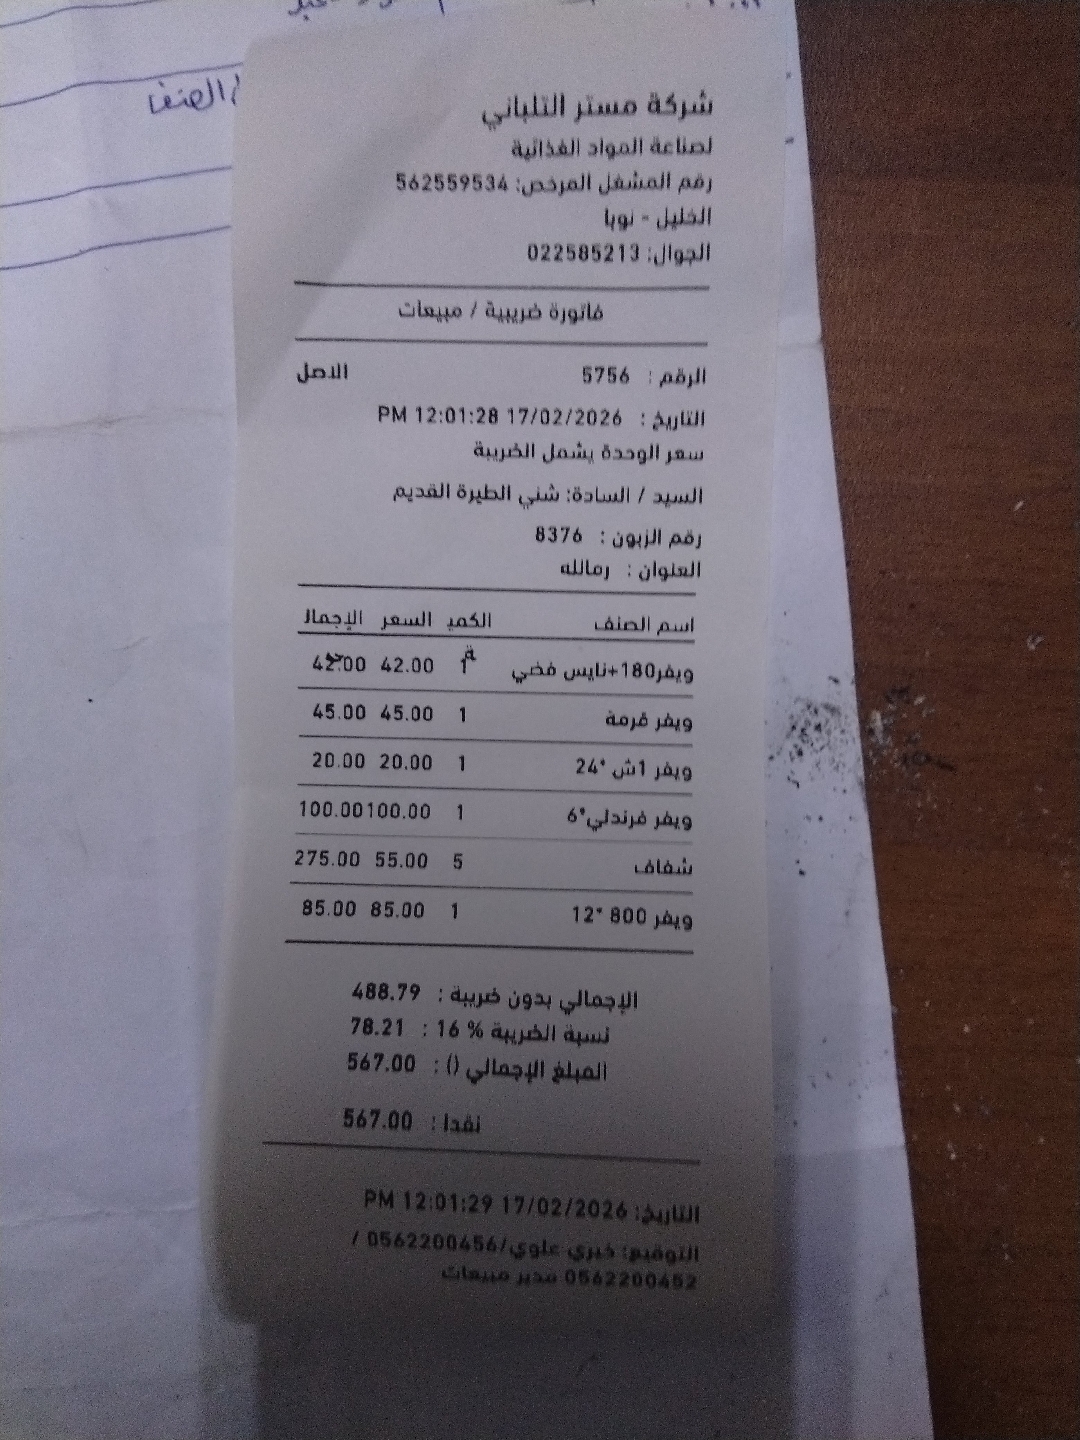 الصنف
شركة مستر التلباني
لصناعة المواد الغذائية
رقم المشغل المرخص: 562559534
الخليل - نوبا
الجوال: 022585213
فاتورة ضريبية / مبيعات
الرقم : 5756 الاصل
التاريخ : 17/02/2026 12:01:28 PM
سعر الوحدة يشمل الضريبة
السيد / السادة: شني الطيرة القديم
رقم الزبون : 8376
العنوان : رمالله
اسم الصنف الكمية السعر الإجمالي
ويفر180+نايس فضي 1 42.00 42.00
ويفر قرمة 1 45.00 45.00
ويفر 1ش *24 1 20.00 20.00
ويفر فرندلي*6 1 100.00 100.00
شفاف 5 55.00 275.00
ويفر 800 *12 1 85.00 85.00
الإجمالي بدون ضريبة : 488.79
نسبة الضريبة % 16 : 78.21
المبلغ الإجمالي () : 567.00
نقدا : 567.00
التاريخ: 17/02/2026 12:01:29 PM
التوقيع: خيري علوي/0562200456 /
0562200452 مدير مبيعات